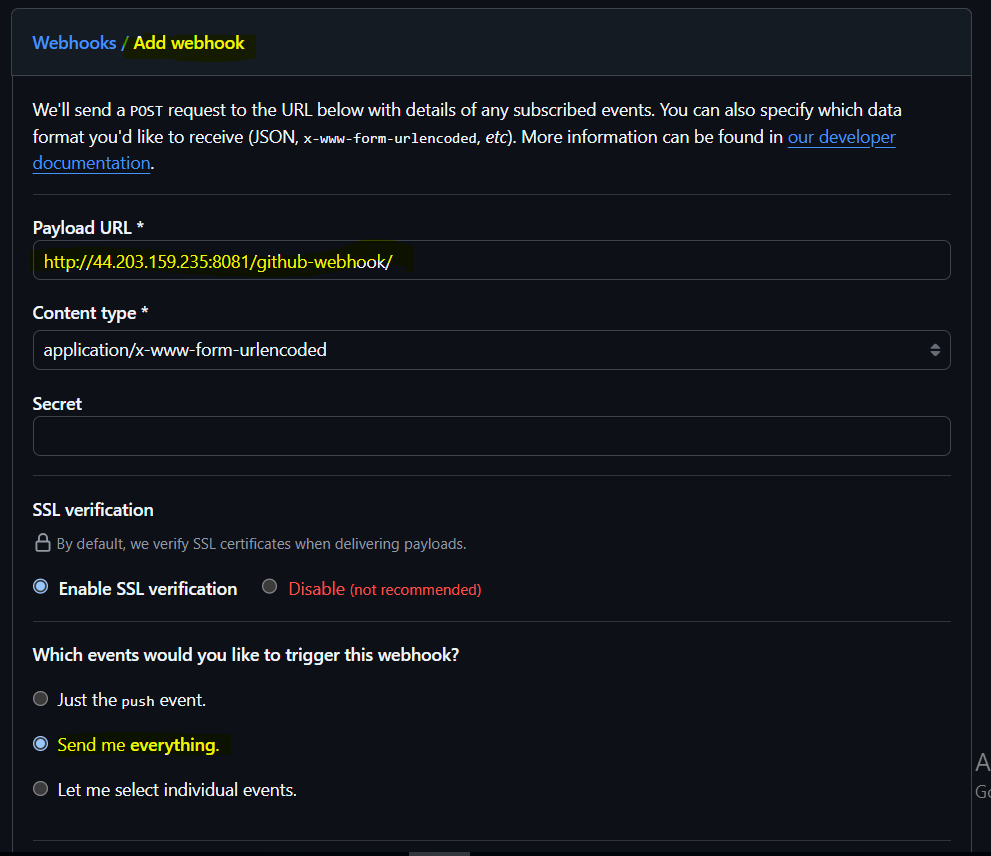 Webhooks / Add webhook
We'll send a POST request to the URL below with details of any subscribed events. You can also specify which data
format you'd like to receive (JSON, x-www-form-urlencoded, etc). More information can be found in our developer
documentation.
Payload URL *
http://44.203.159.235:8081/github-webhook/
Content type *
application/x-www-form-urlencoded
Secret
SSL verification
By default, we verify SSL certificates when delivering payloads.
Enable SSL verification Disable (not recommended)
Which events would you like to trigger this webhook?
Just the push event.
Send me everything.
Let me select individual events.